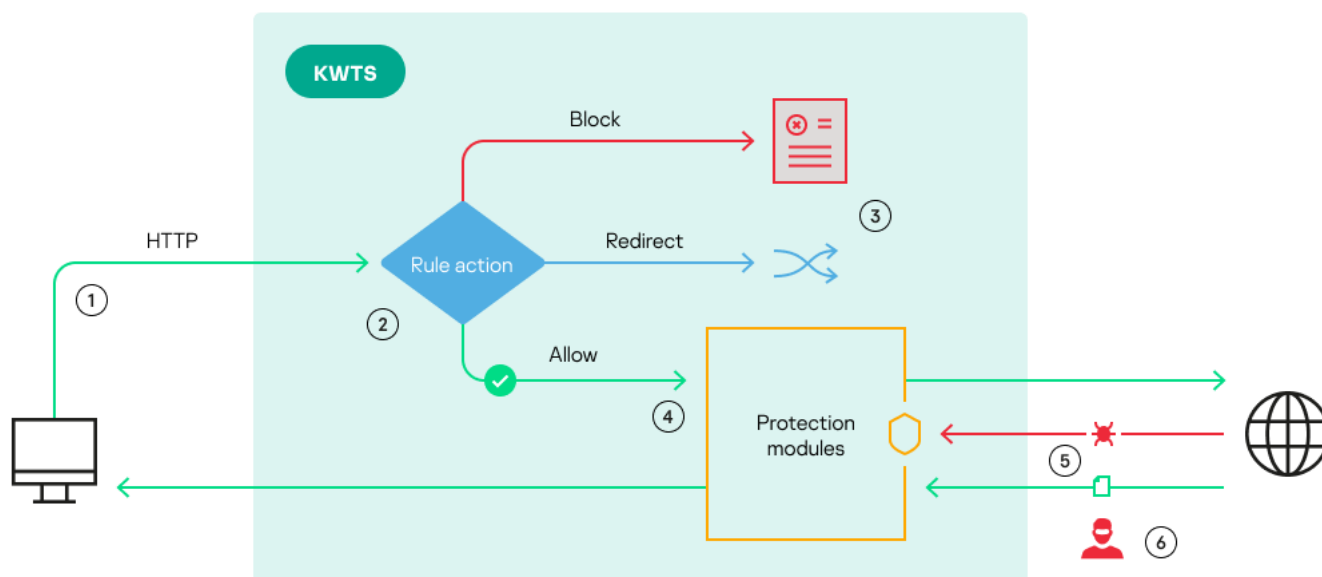 KWTS
Block
3
HTTP
Redirect
Rule action
1
2
Allow
4
Protection
modules
5
6